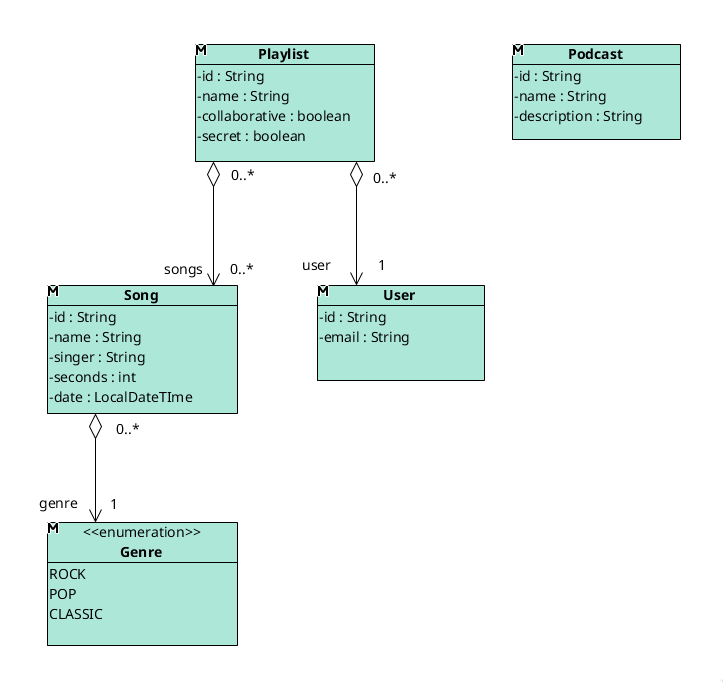 Playlist
-id : String
-name : String
-collaborative : boolean
-secret : boolean
Podcast
-id : String
-name : String
-description : String
0..*
0..*
songs
0..*
user
1
Song
-id : String
-name : String
-singer : String
-seconds : int
-date : LocalDateTIme
User
-id : String
-email : String
0..*
genre
1
<<enumeration>>
Genre
ROCK
POP
CLASSIC